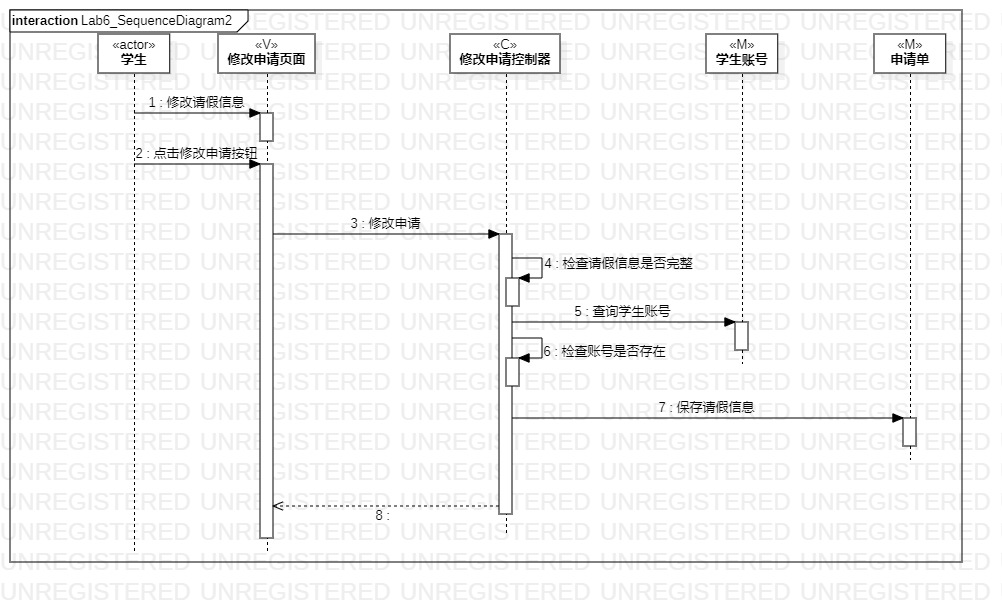 interaction Lab6_SequenceDiagram2
«actor»
学生
«V»
修改申请页面
«C»
修改申请控制器
«M»
学生账号
«M»
申请单
1 : 修改请假信息
2 : 点击修改申请按钮
3 : 修改申请
4 : 检查请假信息是否完整
5 : 查询学生账号
6 : 检查账号是否存在
7 : 保存请假信息
8 :
UNREGISTERED